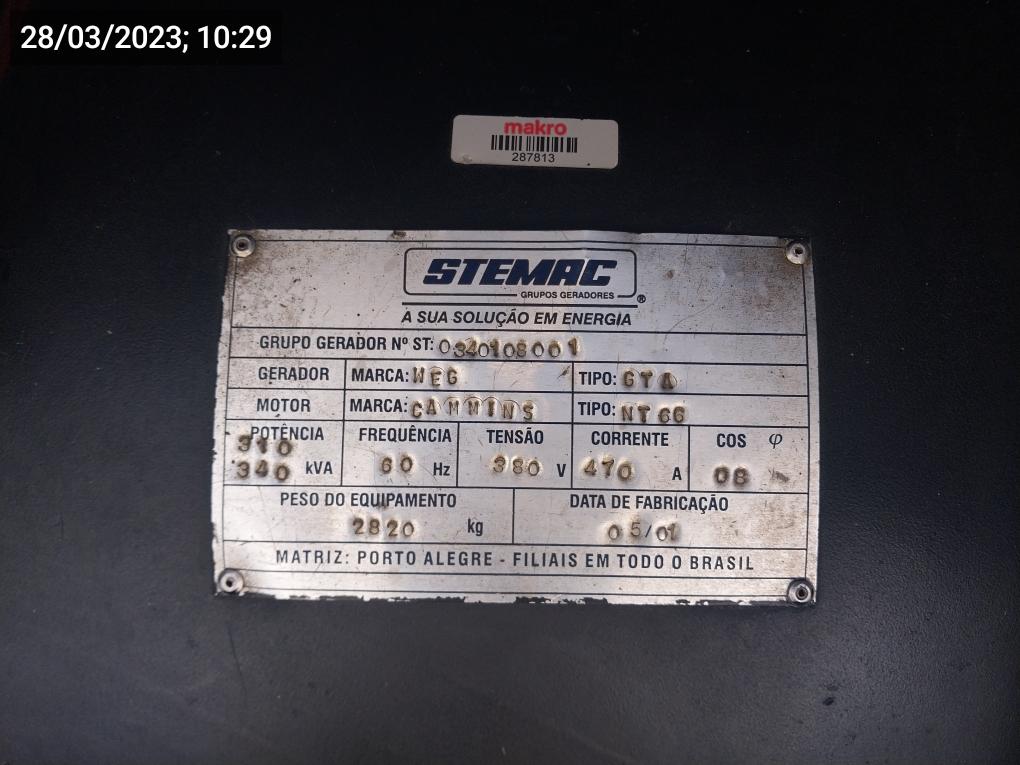 28/03/2023; 10:29
makro
287813
STEMAC
GRUPOS GERADORES
®
A SUA SOLUÇÃO EM ENERGIA
GRUPO GERADOR Nº ST: 0340108001
GERADOR MARCA: WEG TIPO: GTA
MOTOR MARCA: CAMMINS TIPO: NT66
POTÊNCIA FREQUÊNCIA TENSÃO CORRENTE COS φ
310
340 kVA 60 Hz 380 V 470 A 08
PESO DO EQUIPAMENTO DATA DE FABRICAÇÃO
2820 kg 05/01
MATRIZ: PORTO ALEGRE - FILIAIS EM TODO O BRASIL